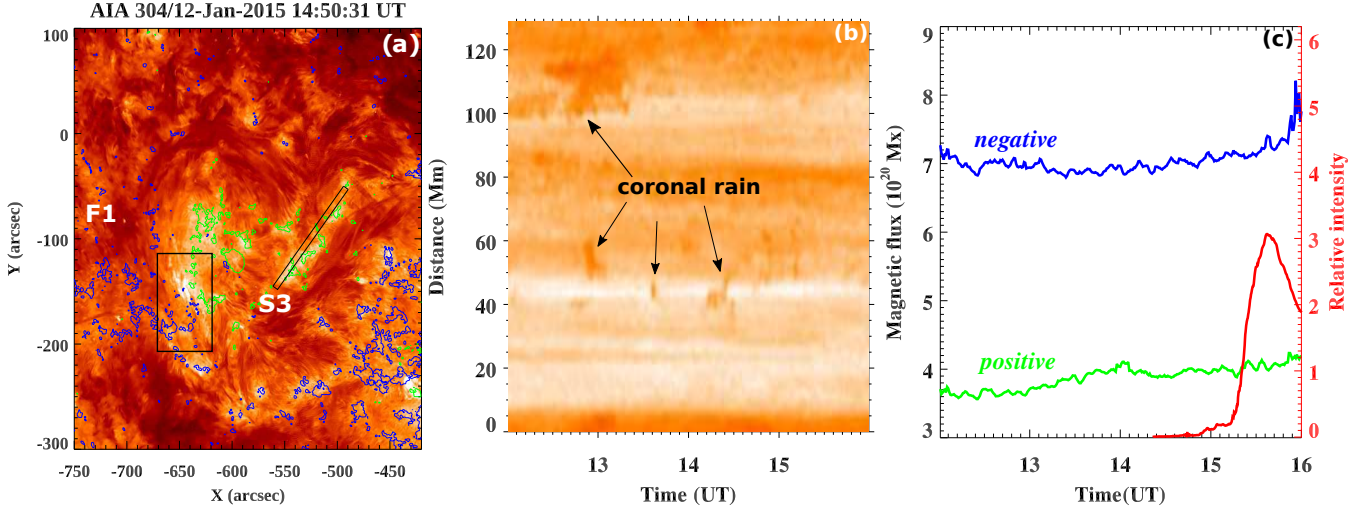 AIA 304/12-Jan-2015 14:50:31 UT
(a)
100
0
-100
-200
-300
Y (arcsec)
F1
S3
-750 -700 -650 -600 -550 -500 -450
X (arcsec)
(b)
120
100
80
60
40
20
0
Distance (Mm)
coronal rain
13 14 15
Time (UT)
(c)
9
8
7
6
5
4
3
Magnetic flux (10²⁰ Mx)
negative
positive
6
5
4
3
2
1
0
Relative intensity
13 14 15 16
Time(UT)